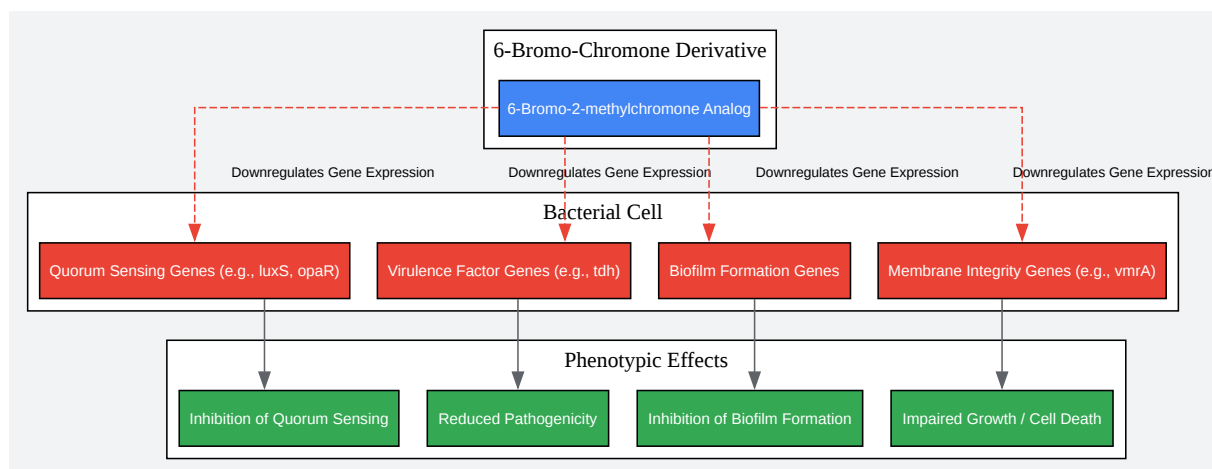 6-Bromo-Chromone Derivative
6-Bromo-2-methylchromone Analog
Downregulates Gene Expression
Downregulates Gene Expression
Downregulates Gene Expression
Downregulates Gene Expression
Bacterial Cell
Quorum Sensing Genes (e.g., luxS, opaR)
Virulence Factor Genes (e.g., tdh)
Biofilm Formation Genes
Membrane Integrity Genes (e.g., vmrA)
Phenotypic Effects
Inhibition of Quorum Sensing
Reduced Pathogenicity
Inhibition of Biofilm Formation
Impaired Growth / Cell Death